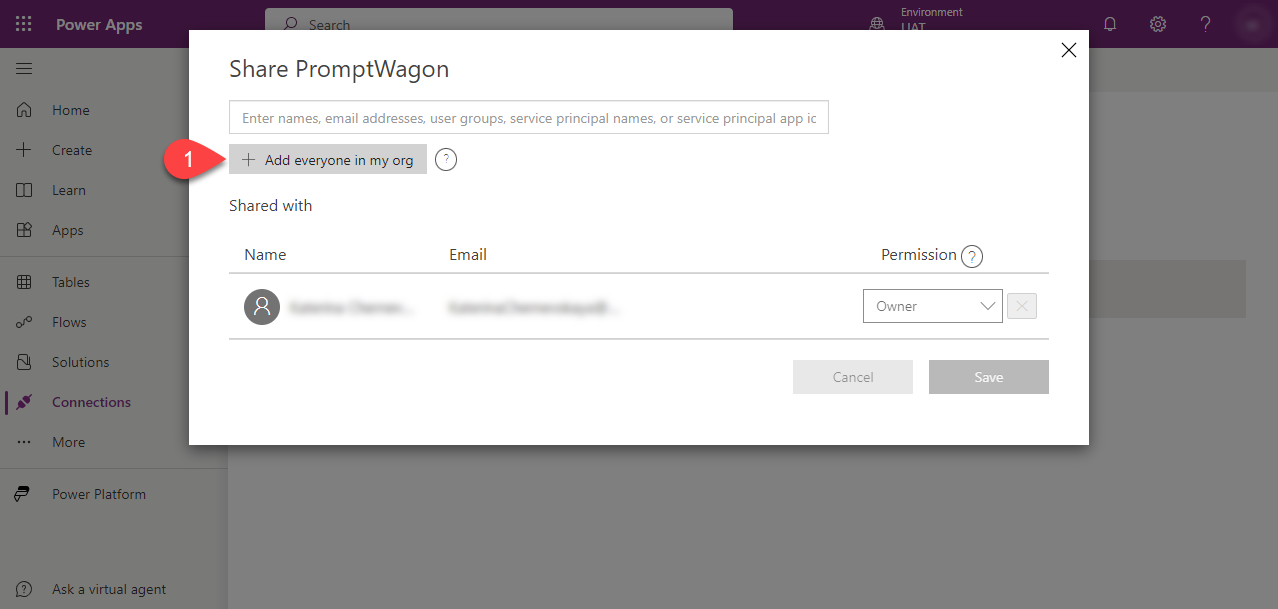 Power Apps
Search
Environment
UAT
Home
Create
Learn
Apps
Tables
Flows
Solutions
Connections
More
Power Platform
Ask a virtual agent
Share PromptWagon
Enter names, email addresses, user groups, service principal names, or service principal app ic
1
Add everyone in my org
Shared with
Name Email Permission
Owner
Cancel Save